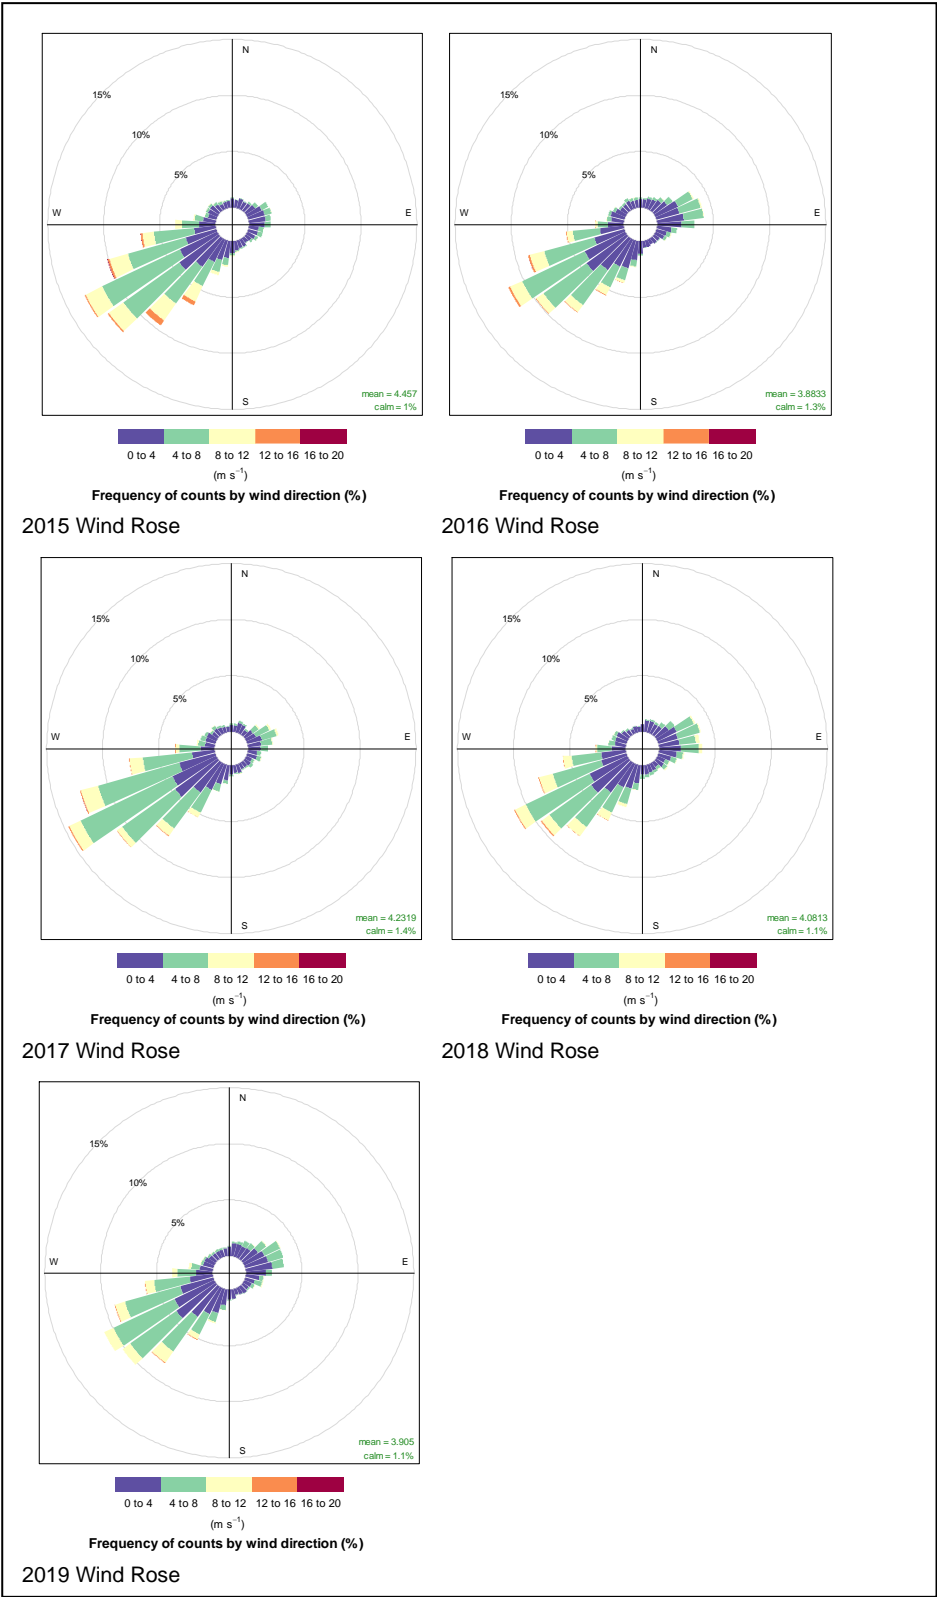 N
15%
10%
5%
W
E
S
mean = 4.457
calm = 1%
0 to 4 4 to 8 8 to 12 12 to 16 16 to 20
(m s⁻¹)
Frequency of counts by wind direction (%)
2015 Wind Rose
N
15%
10%
5%
W
E
S
mean = 3.8833
calm = 1.3%
0 to 4 4 to 8 8 to 12 12 to 16 16 to 20
(m s⁻¹)
Frequency of counts by wind direction (%)
2016 Wind Rose
N
15%
10%
5%
W
E
S
mean = 4.2319
calm = 1.4%
0 to 4 4 to 8 8 to 12 12 to 16 16 to 20
(m s⁻¹)
Frequency of counts by wind direction (%)
2017 Wind Rose
N
15%
10%
5%
W
E
S
mean = 4.0813
calm = 1.1%
0 to 4 4 to 8 8 to 12 12 to 16 16 to 20
(m s⁻¹)
Frequency of counts by wind direction (%)
2018 Wind Rose
N
15%
10%
5%
W
E
S
mean = 3.905
calm = 1.1%
0 to 4 4 to 8 8 to 12 12 to 16 16 to 20
(m s⁻¹)
Frequency of counts by wind direction (%)
2019 Wind Rose